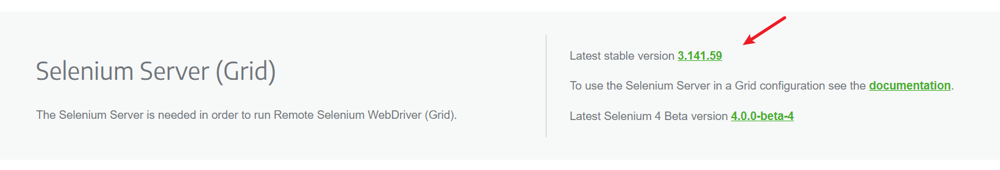 Selenium Server (Grid)
The Selenium Server is needed in order to run Remote Selenium WebDriver (Grid).
Latest stable version 3.141.59
To use the Selenium Server in a Grid configuration see the documentation.
Latest Selenium 4 Beta version 4.0.0-beta-4